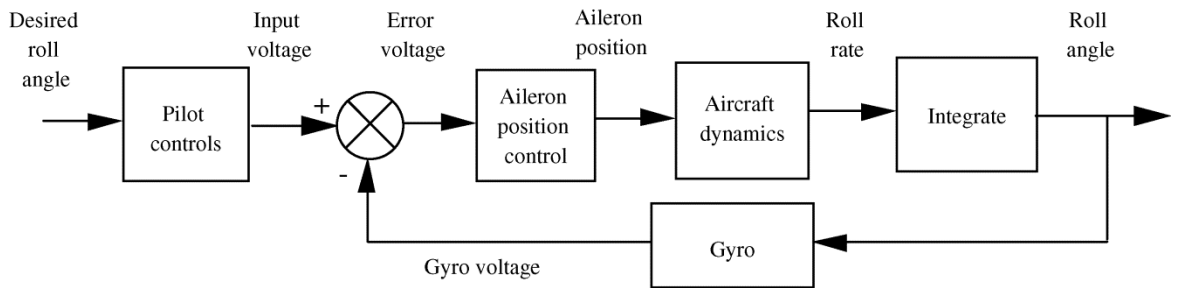 Desired
roll
angle
Input
voltage
Error
voltage
Aileron
position
Roll
rate
Roll
angle
Pilot
controls
+
-
Aileron
position
control
Aircraft
dynamics
Integrate
Gyro
Gyro voltage